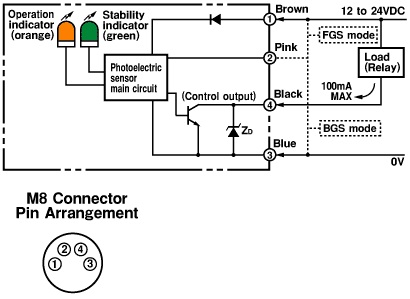 Operation
indicator
(orange)
Stability
indicator
(green)
Photoelectric
sensor
main circuit
(Control output)
ZD
1
Brown
2
Pink
4
Black
3
Blue
12 to 24VDC
FGS mode
Load
(Relay)
100mA
MAX
BGS mode
0V
M8 Connector
Pin Arrangement
2 4
1 3